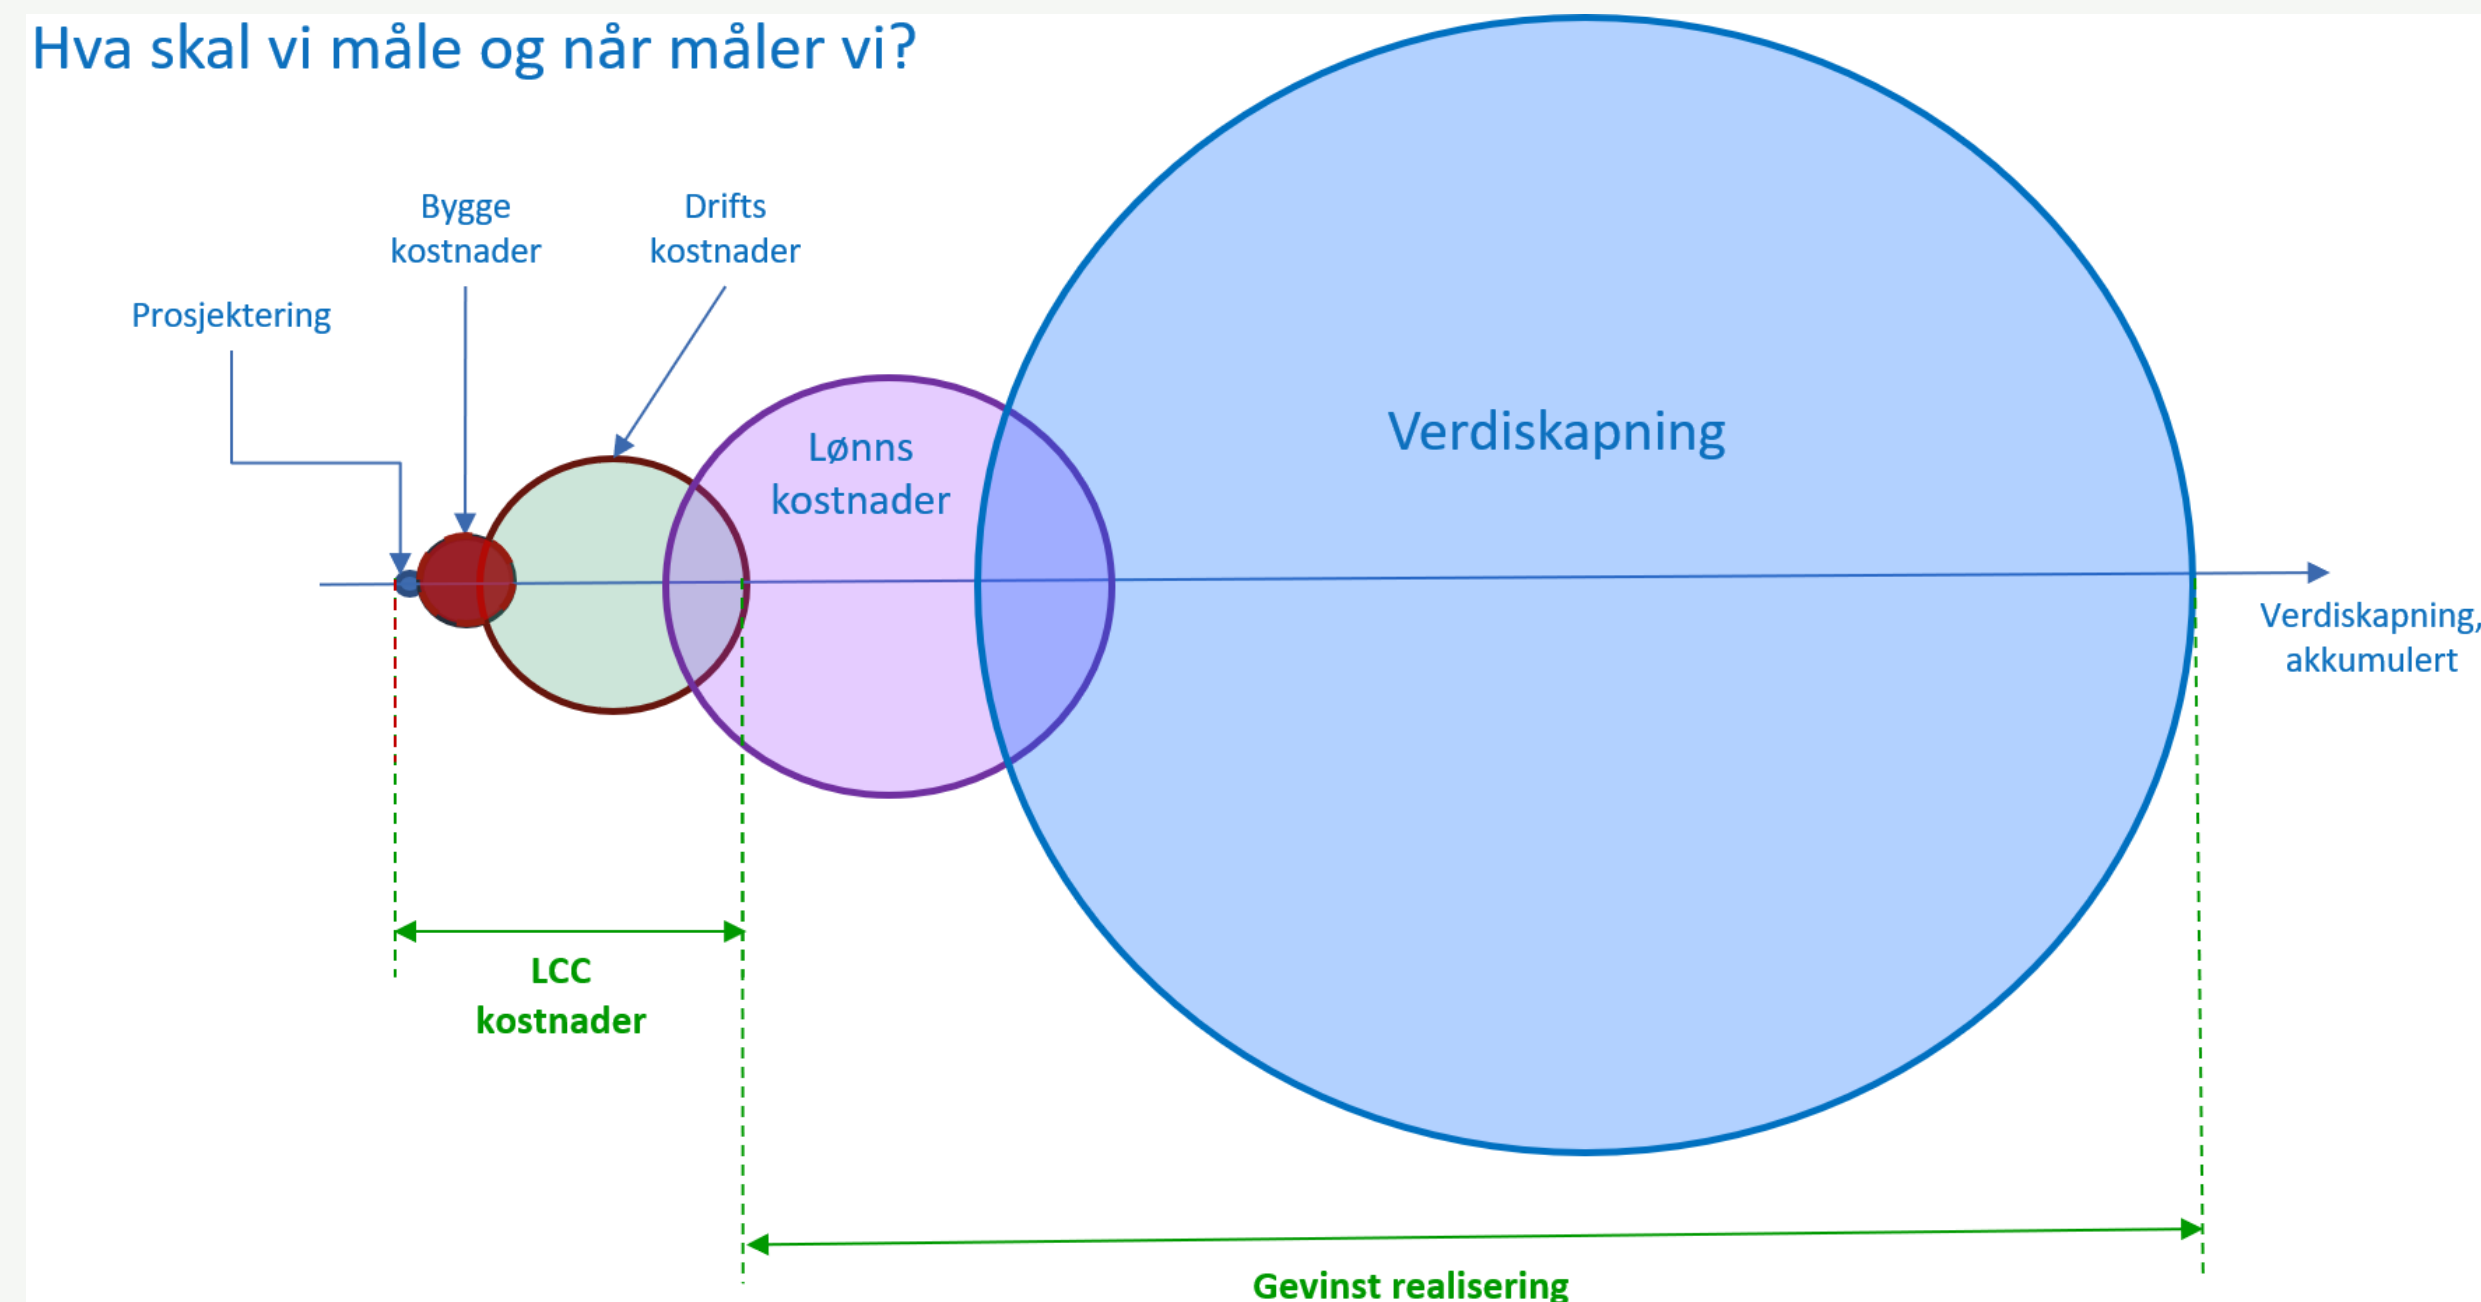 Hva skal vi måle og når måler vi?
Bygge
kostnader
Drifts
kostnader
Prosjektering
Lønns
kostnader
Verdiskapning
Verdiskapning,
akkumulert
LCC
kostnader
Gevinst realisering